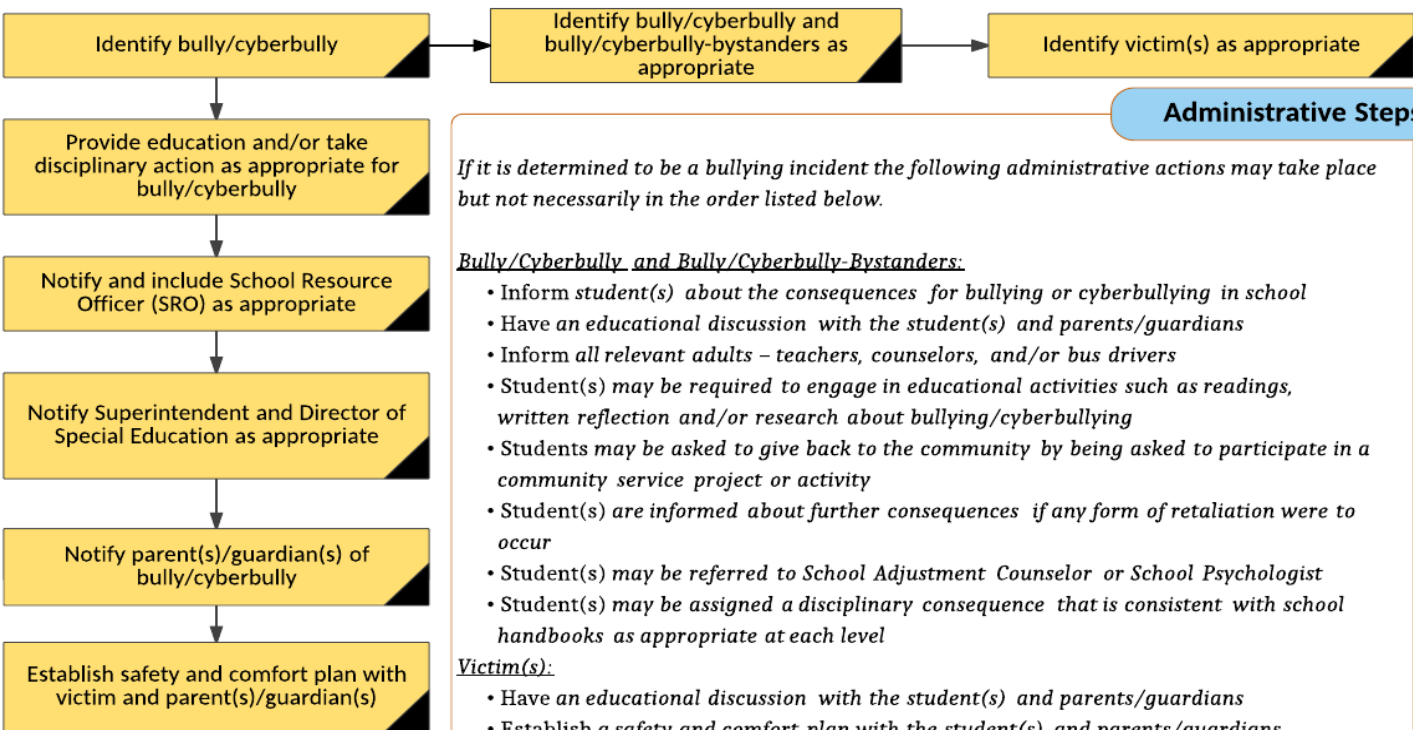 Identify bully/cyberbully
Identify bully/cyberbully and
bully/cyberbully-bystanders as
appropriate
Identify victim(s) as appropriate
Provide education and/or take
disciplinary action as appropriate for
bully/cyberbully
Notify and include School Resource
Officer (SRO) as appropriate
Notify Superintendent and Director of
Special Education as appropriate
Notify parent(s)/guardian(s) of
bully/cyberbully
Establish safety and comfort plan with
victim and parent(s)/guardian(s)
Administrative Steps
If it is determined to be a bullying incident the following administrative actions may take place
but not necessarily in the order listed below.
Bully/Cyberbully and Bully/Cyberbully-Bystanders:
• Inform student(s) about the consequences for bullying or cyberbullying in school
• Have an educational discussion with the student(s) and parents/guardians
• Inform all relevant adults – teachers, counselors, and/or bus drivers
• Student(s) may be required to engage in educational activities such as readings,
written reflection and/or research about bullying/cyberbullying
• Students may be asked to give back to the community by being asked to participate in a
community service project or activity
• Student(s) are informed about further consequences if any form of retaliation were to
occur
• Student(s) may be referred to School Adjustment Counselor or School Psychologist
• Student(s) may be assigned a disciplinary consequence that is consistent with school
handbooks as appropriate at each level
Victim(s):
• Have an educational discussion with the student(s) and parents/guardians
• Establish a safety and comfort plan with the student(s) and parents/guardians